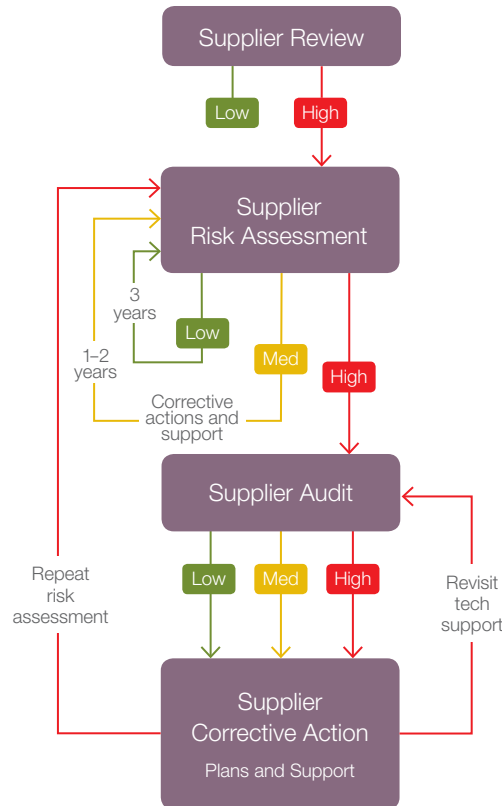 Supplier Review
Low
High
Supplier
Risk Assessment
3
years
Low
1–2
years
Med
High
Corrective
actions and
support
Supplier Audit
Low
Med
High
Repeat
risk
assessment
Revisit
tech
support
Supplier
Corrective Action
Plans and Support